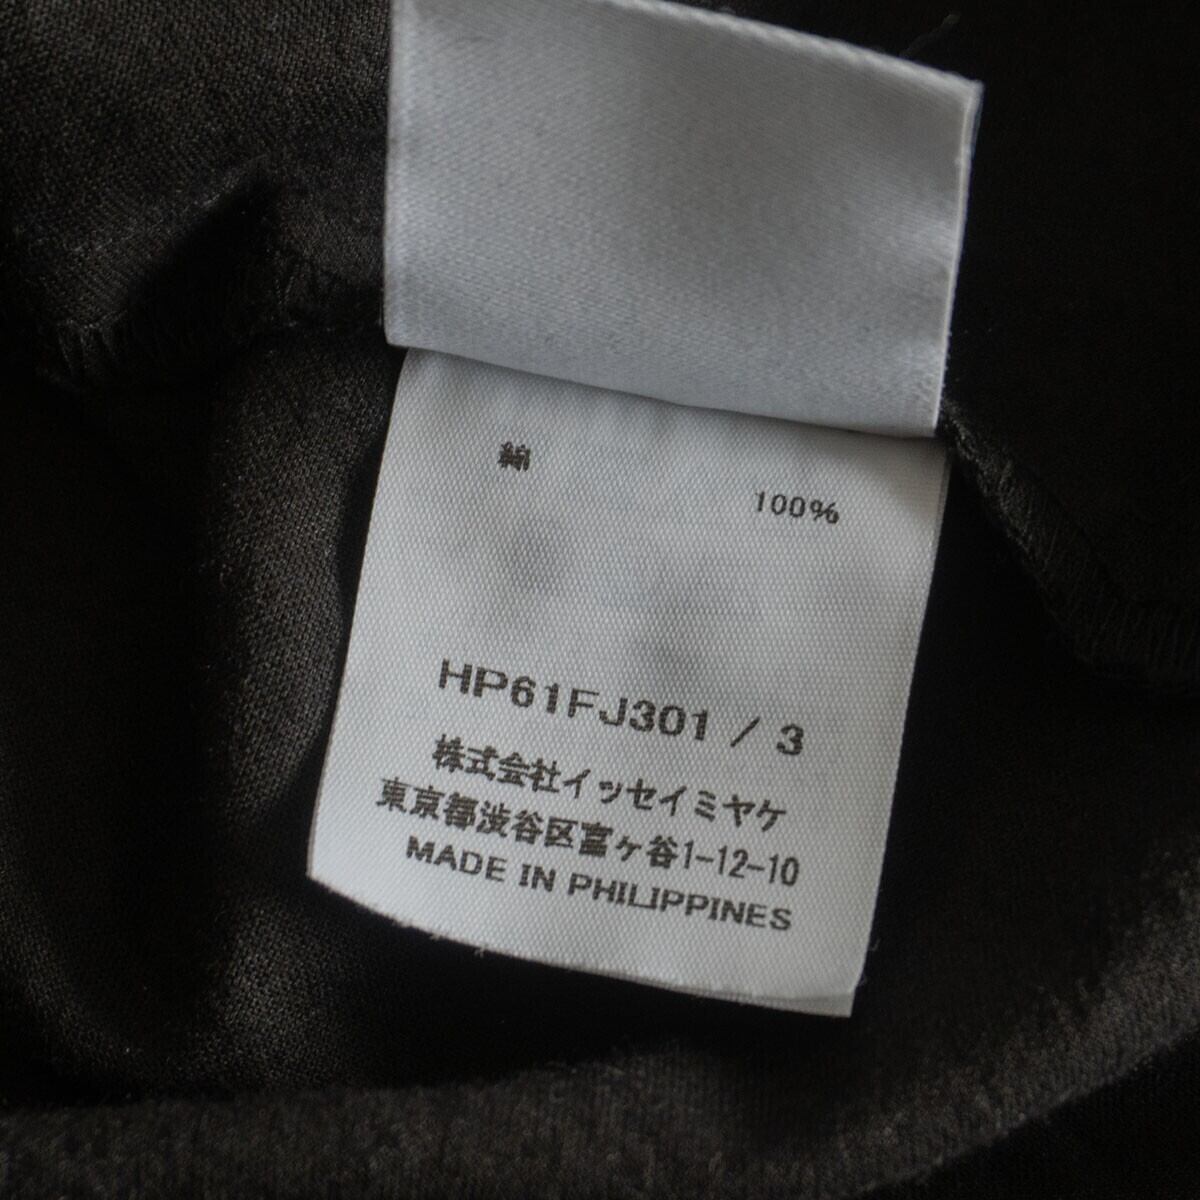 綿
100%
HP61FJ301 / 3
株式会社イッセイミヤケ
東京都渋谷区富ヶ谷1-12-10
MADE IN PHILIPPINES